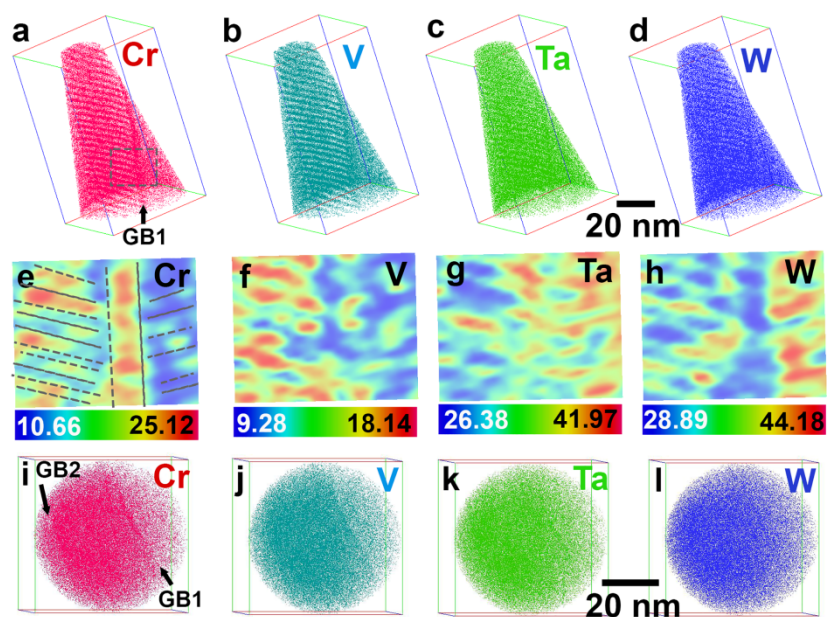 a Cr b V c Ta d W
GB1 20 nm
e Cr f V g Ta h W
10.66 25.12 9.28 18.14 26.38 41.97 28.89 44.18
i GB2 Cr j V k Ta l W
GB1 20 nm